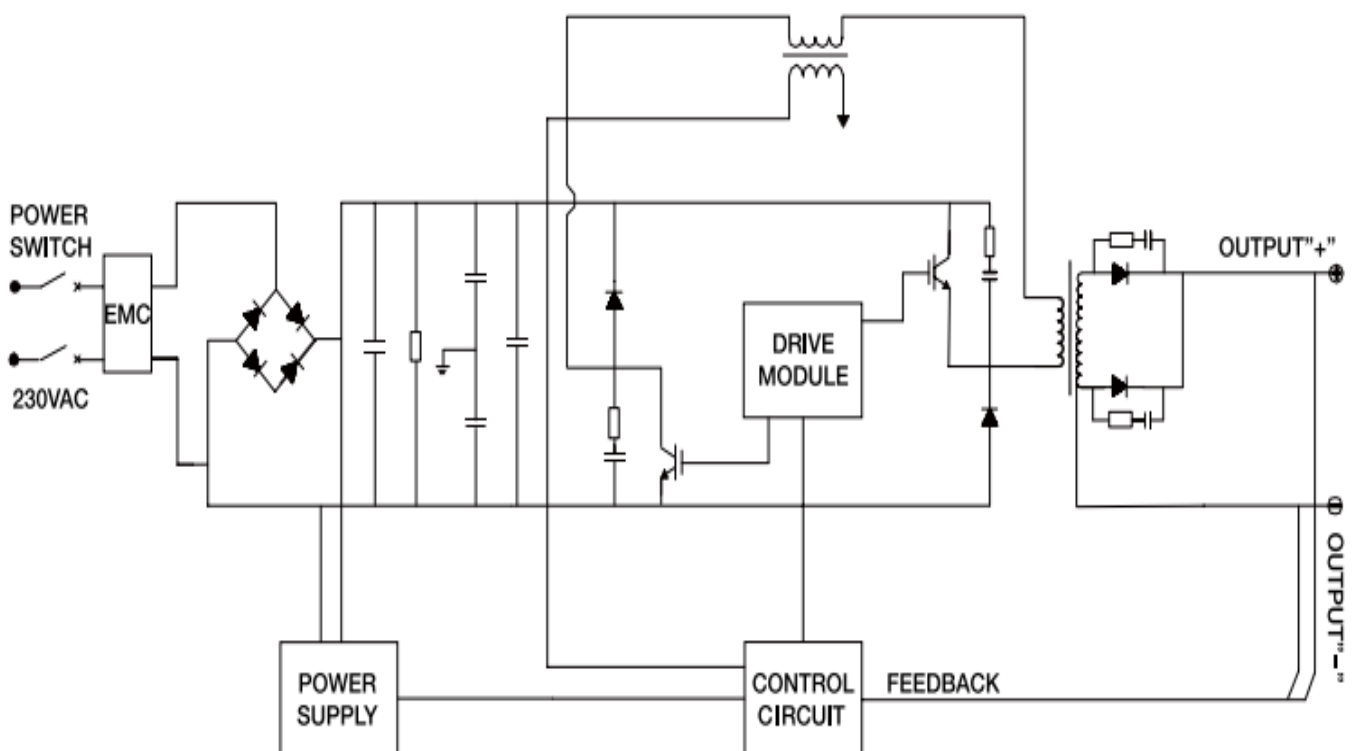 POWER
SWITCH
EMC
230VAC
DRIVE
MODULE
OUTPUT”+”
OUTPUT”−”
POWER
SUPPLY
CONTROL
CIRCUIT
FEEDBACK